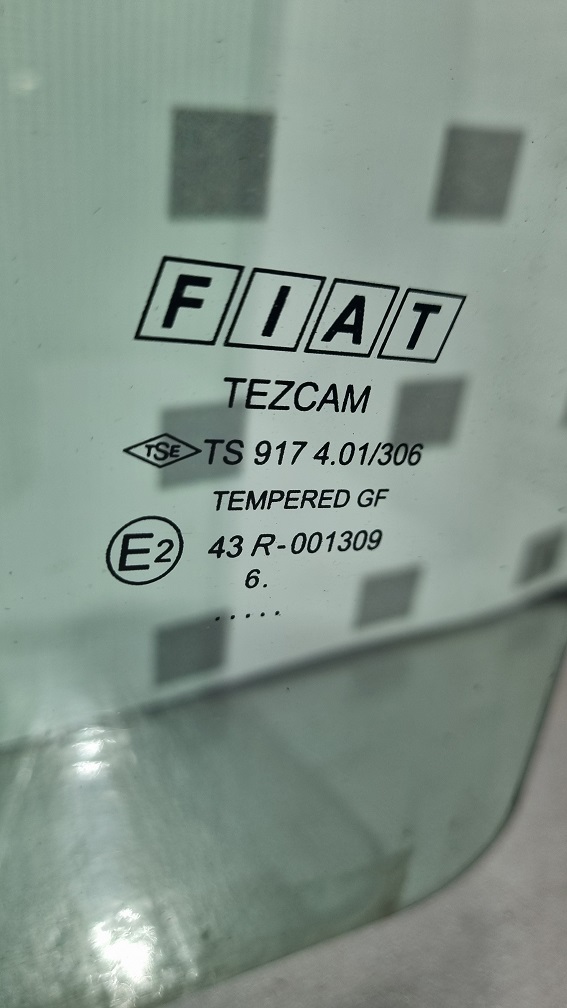 FIAT
TEZCAM
TSE TS 917 4.01/306
TEMPERED GF
E2 43 R-001309
6.
.....